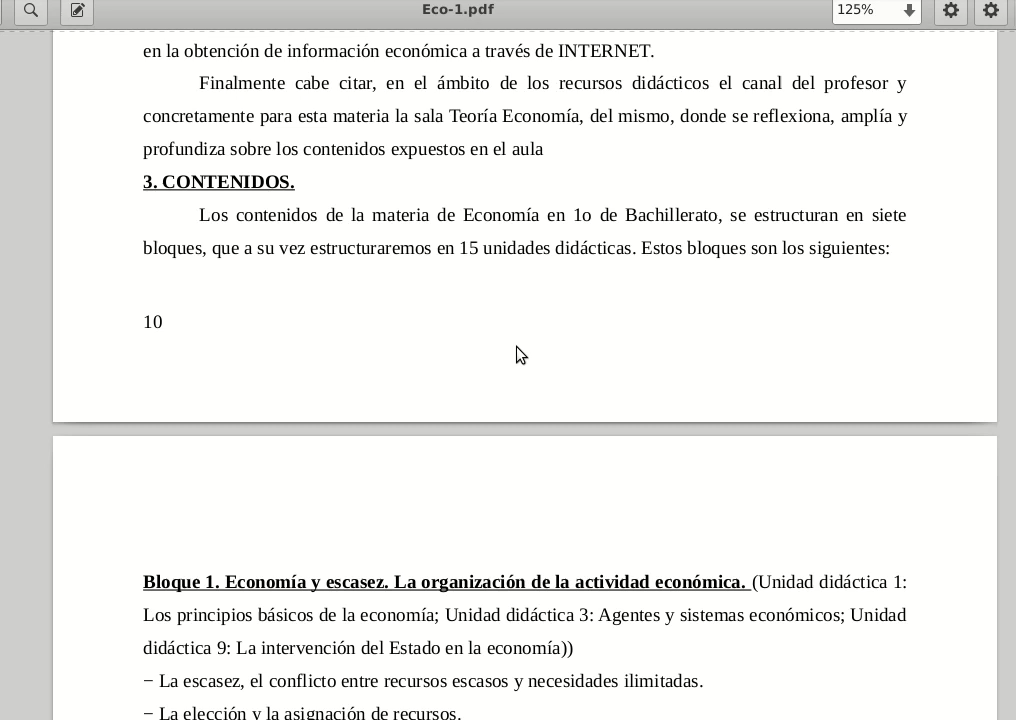 Eco-1.pdf
125%
en la obtención de información económica a través de INTERNET.
Finalmente cabe citar, en el ámbito de los recursos didácticos el canal del profesor y
concretamente para esta materia la sala Teoría Economía, del mismo, donde se reflexiona, amplía y
profundiza sobre los contenidos expuestos en el aula
3. CONTENIDOS.
Los contenidos de la materia de Economía en 1o de Bachillerato, se estructuran en siete
bloques, que a su vez estructuraremos en 15 unidades didácticas. Estos bloques son los siguientes:
10
Bloque 1. Economía y escasez. La organización de la actividad económica. (Unidad didáctica 1:
Los principios básicos de la economía; Unidad didáctica 3: Agentes y sistemas económicos; Unidad
didáctica 9: La intervención del Estado en la economía))
− La escasez, el conflicto entre recursos escasos y necesidades ilimitadas.
− La elección y la asignación de recursos.